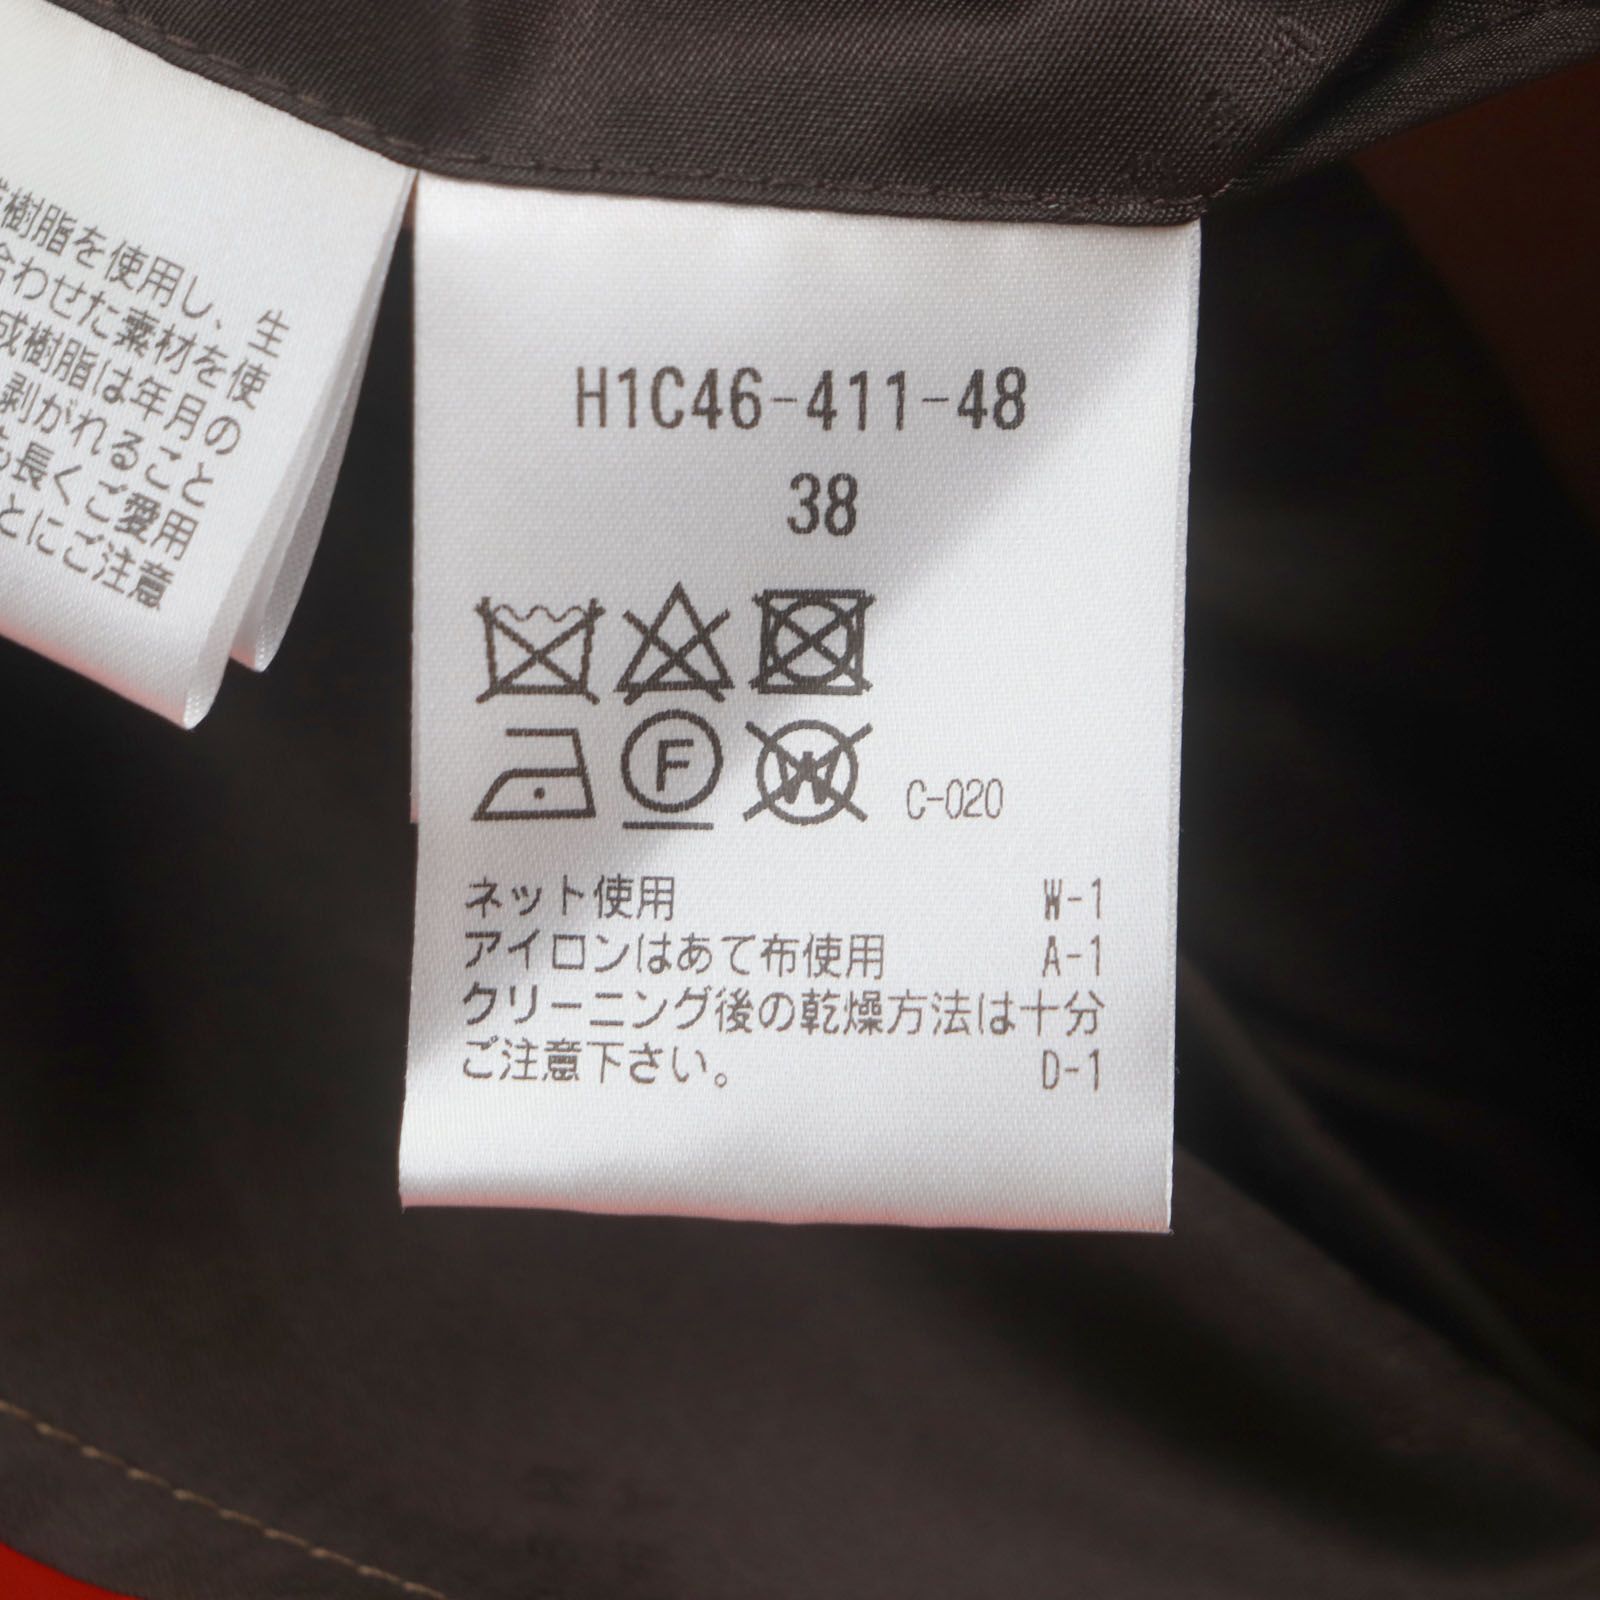 樹脂を使用し、生
合わせた素材を使
成樹脂は年月の
剥がれること
長くご愛用
とにご注意
H1C46-411-48
38
F
W
C-020
ネット使用 W-1
アイロンはあて布使用 A-1
クリーニング後の乾燥方法は十分
ご注意下さい。 D-1